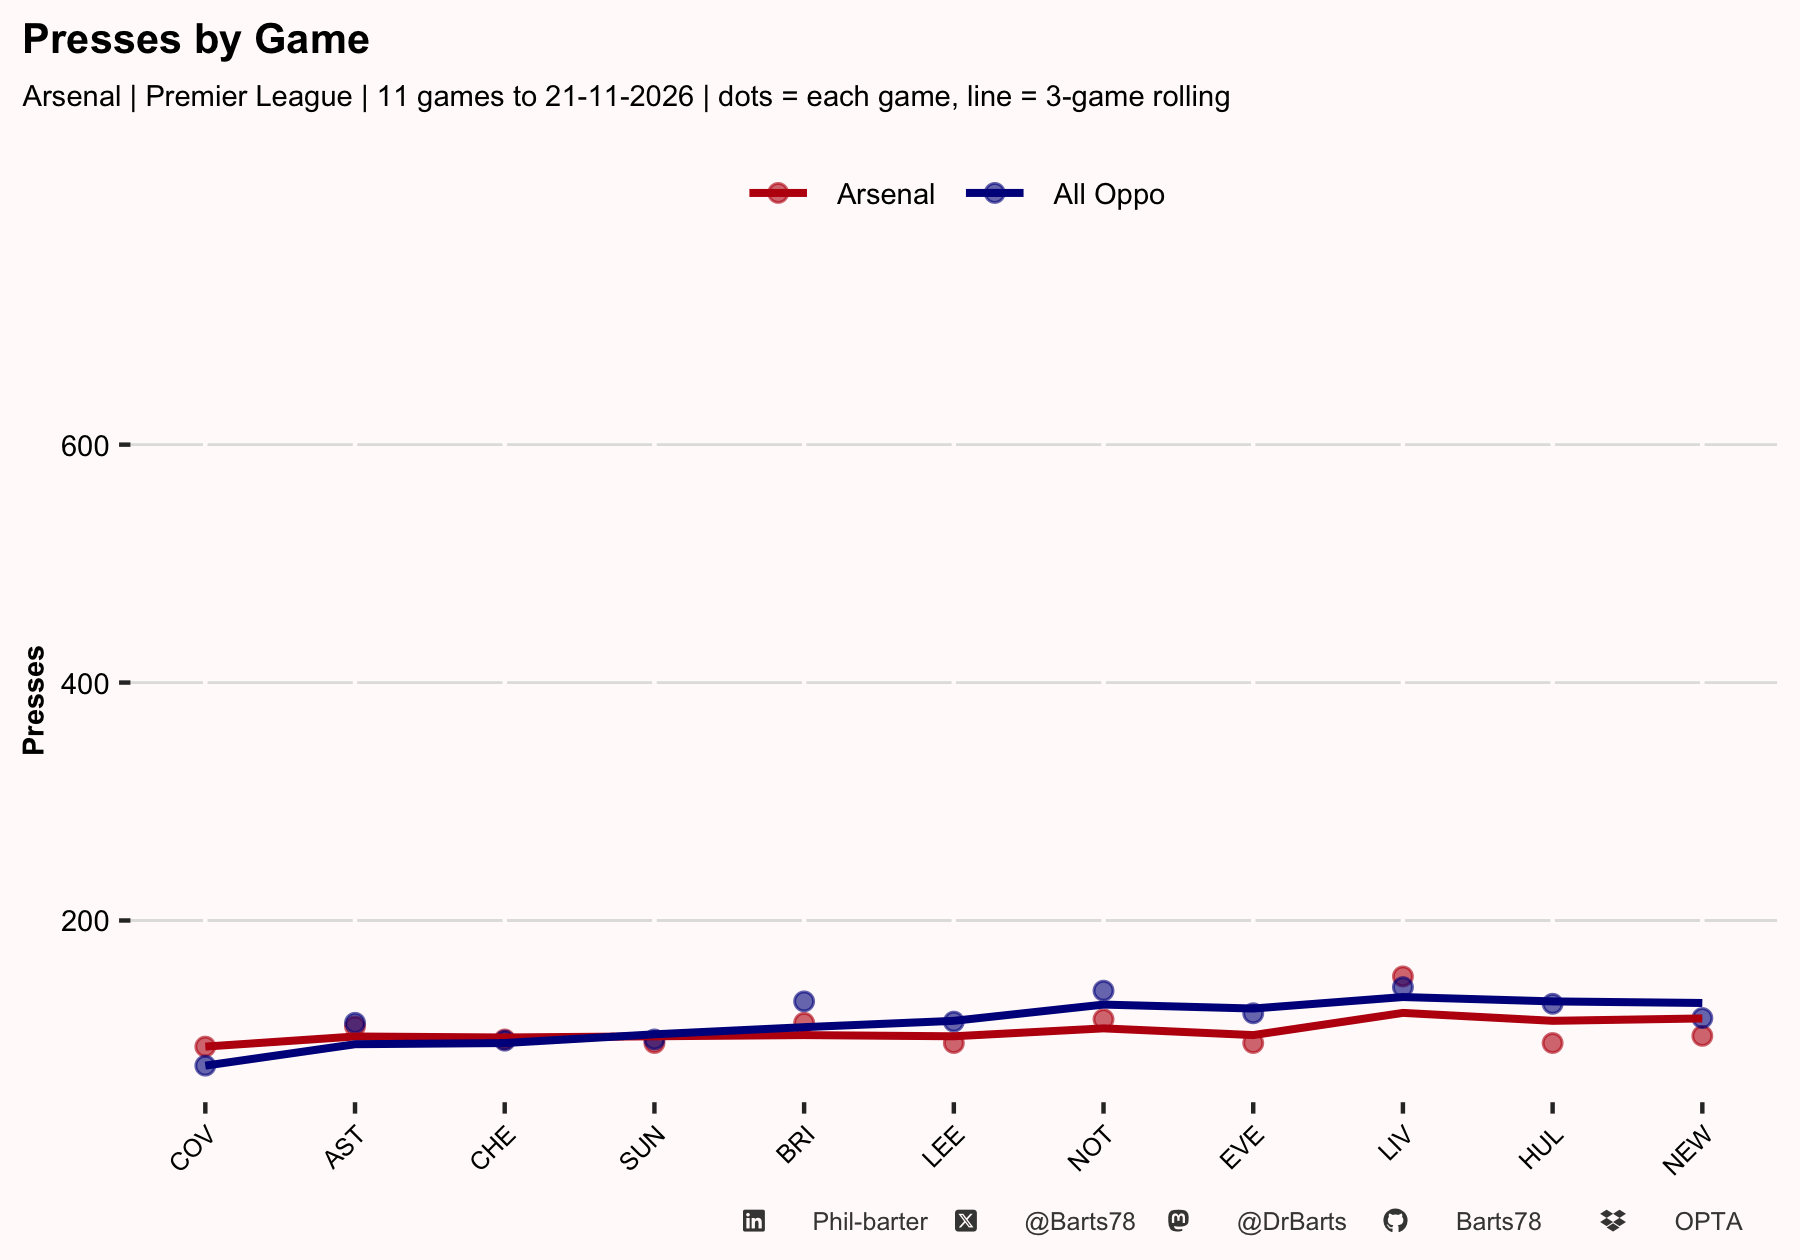 Presses by Game
Arsenal | Premier League | 11 games to 21-11-2026 | dots = each game, line = 3-game rolling
Arsenal
All Oppo
Presses
600
400
200
COV
AST
CHE
SUN
BRI
LEE
NOT
EVE
LIV
HUL
NEW
Phil-barter @Barts78 @DrBarts Barts78 OPTA